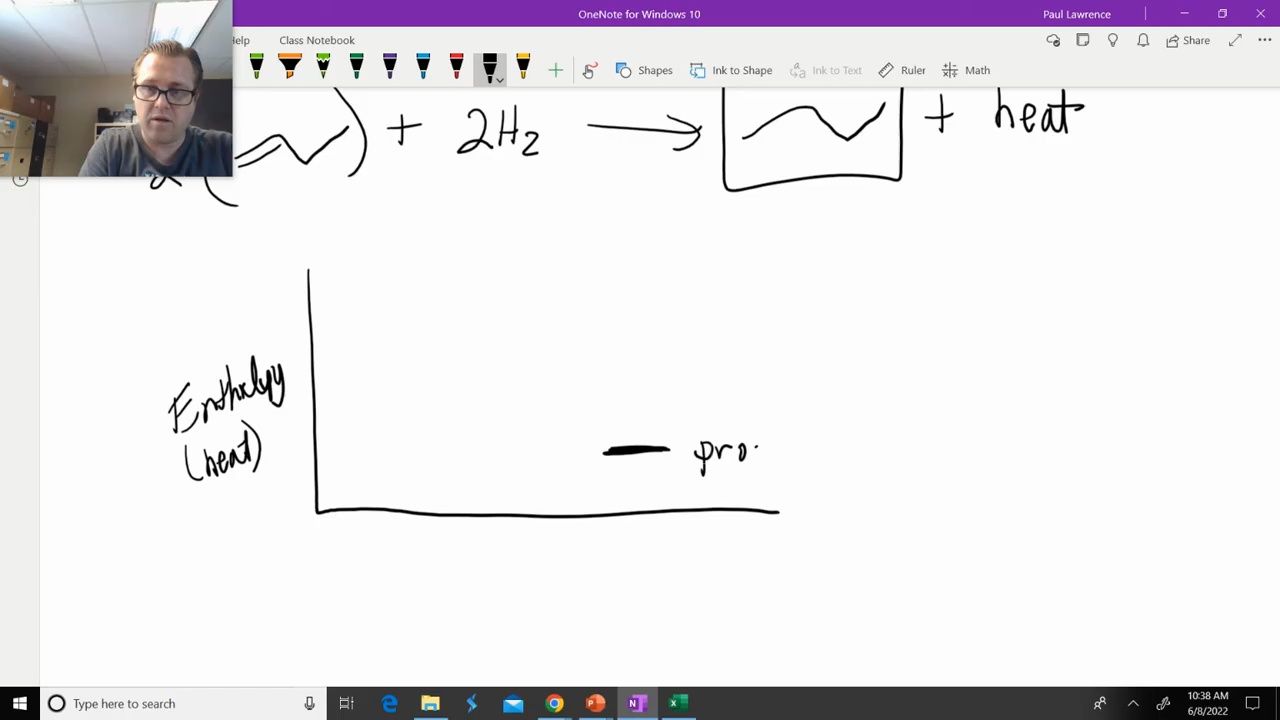 OneNote for Windows 10
Paul Lawrence
Help
Class Notebook
Shapes
Ink to Shape
Ink to Text
Ruler
Math
Share
+ 2H2
+ heat
Enthalpy
(heat)
pro.
Type here to search
10:38 AM
6/8/2022